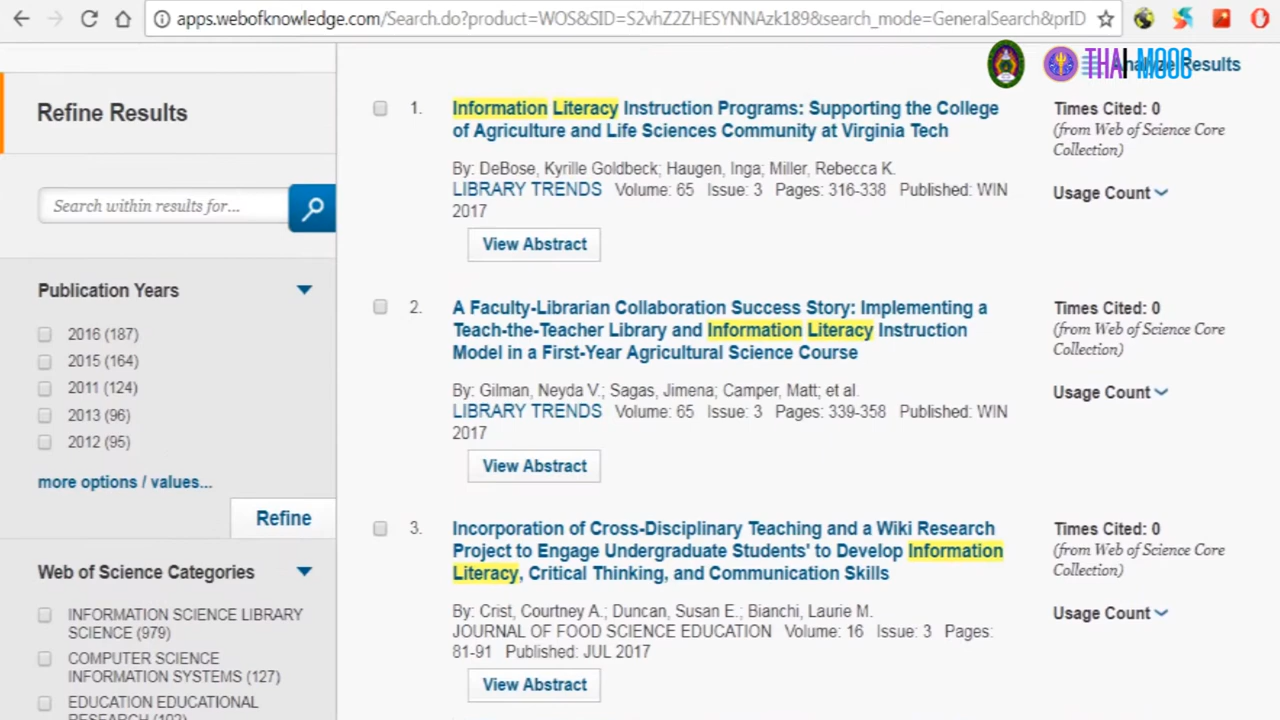 apps.webofknowledge.com/Search.do?product=WOS&SID=S2vhZ2ZHESYNNAzk189&search_mode=GeneralSearch&prID
THAI MOOC
Analyze Results
Refine Results
Search within results for...
Publication Years
2016 (187)
2015 (164)
2011 (124)
2013 (96)
2012 (95)
more options / values...
Refine
Web of Science Categories
INFORMATION SCIENCE LIBRARY
SCIENCE (979)
COMPUTER SCIENCE
INFORMATION SYSTEMS (127)
EDUCATION EDUCATIONAL
1. Information Literacy Instruction Programs: Supporting the College
of Agriculture and Life Sciences Community at Virginia Tech
By: DeBose, Kyrille Goldbeck; Haugen, Inga; Miller, Rebecca K.
LIBRARY TRENDS Volume: 65 Issue: 3 Pages: 316-338 Published: WIN
2017
View Abstract
Times Cited: 0
(from Web of Science Core
Collection)
Usage Count
2. A Faculty-Librarian Collaboration Success Story: Implementing a
Teach-the-Teacher Library and Information Literacy Instruction
Model in a First-Year Agricultural Science Course
By: Gilman, Neyda V.; Sagas, Jimena; Camper, Matt; et al.
LIBRARY TRENDS Volume: 65 Issue: 3 Pages: 339-358 Published: WIN
2017
View Abstract
Times Cited: 0
(from Web of Science Core
Collection)
Usage Count
3. Incorporation of Cross-Disciplinary Teaching and a Wiki Research
Project to Engage Undergraduate Students' to Develop Information
Literacy, Critical Thinking, and Communication Skills
By: Crist, Courtney A.; Duncan, Susan E.; Bianchi, Laurie M.
JOURNAL OF FOOD SCIENCE EDUCATION Volume: 16 Issue: 3 Pages:
81-91 Published: JUL 2017
View Abstract
Times Cited: 0
(from Web of Science Core
Collection)
Usage Count